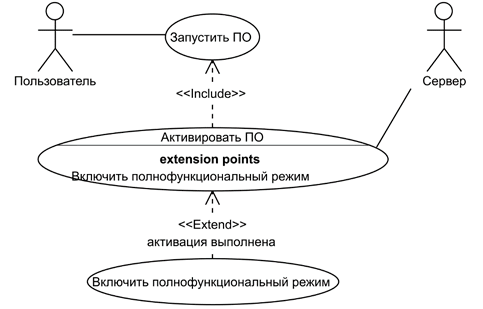 Запустить ПО
Пользователь
Сервер
<<Include>>
Активировать ПО
extension points
Включить полнофункциональный режим
<<Extend>>
активация выполнена
Включить полнофункциональный режим